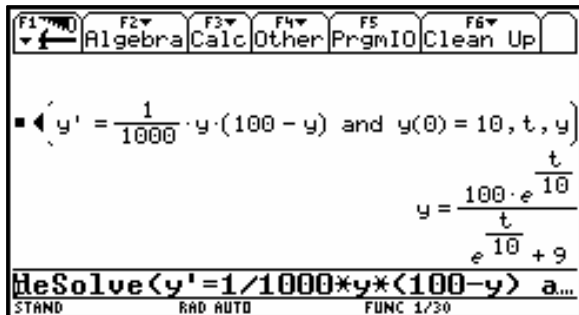 F1 F2 F3 F4 F5 F6
Algebra Calc Other PrgmIO Clean Up
(y' = 1/1000 · y · (100 - y) and y(0) = 10, t, y)
y = 100 · e^(t/10) / (e^(t/10) + 9)
deSolve(y'=1/1000*y*(100-y) a…
STAND RAD AUTO FUNC 1/30